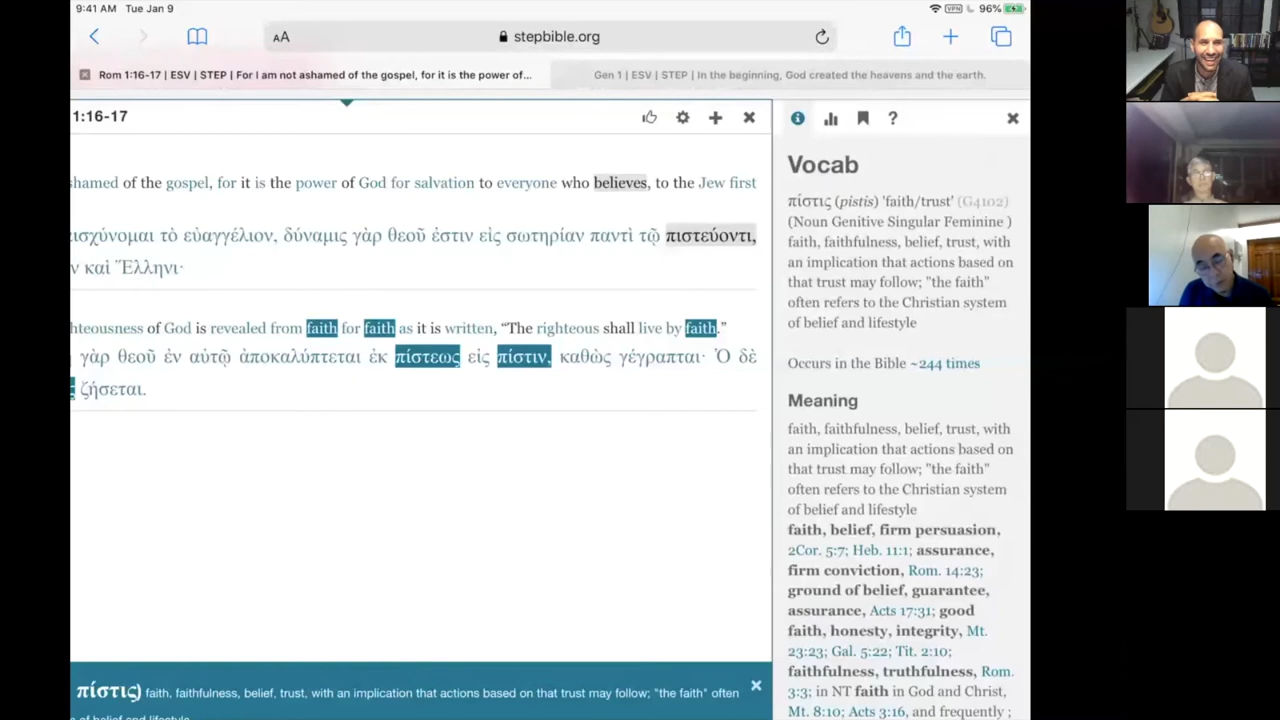 9:41 AM Tue Jan 9
VPN 96%
AA stepbible.org
Rom 1:16-17 | ESV | STEP | For I am not ashamed of the gospel, for it is the power of...
Gen 1 | ESV | STEP | In the beginning, God created the heavens and the earth.
1:16-17
shamed of the gospel, for it is the power of God for salvation to everyone who believes, to the Jew first
ισχύνομαι τὸ εὐαγγέλιον, δύναμις γὰρ θεοῦ ἐστιν εἰς σωτηρίαν παντὶ τῷ πιστεύοντι,
ν καὶ Ἕλληνι·
hteousness of God is revealed from faith for faith as it is written, “The righteous shall live by faith.”
γὰρ θεοῦ ἐν αὐτῷ ἀποκαλύπτεται ἐκ πίστεως εἰς πίστιν, καθὼς γέγραπται· Ὁ δὲ
ζήσεται.
πίστις) faith, faithfulness, belief, trust, with an implication that actions based on that trust may follow; "the faith" often
of belief and lifestyle
?
Vocab
πίστις (pistis) 'faith/trust' (G4102)
(Noun Genitive Singular Feminine )
faith, faithfulness, belief, trust, with
an implication that actions based on
that trust may follow; "the faith"
often refers to the Christian system
of belief and lifestyle
Occurs in the Bible ~244 times
Meaning
faith, faithfulness, belief, trust, with
an implication that actions based on
that trust may follow; "the faith"
often refers to the Christian system
of belief and lifestyle
faith, belief, firm persuasion,
2Cor. 5:7; Heb. 11:1; assurance,
firm conviction, Rom. 14:23;
ground of belief, guarantee,
assurance, Acts 17:31; good
faith, honesty, integrity, Mt.
23:23; Gal. 5:22; Tit. 2:10;
faithfulness, truthfulness, Rom.
3:3; in NT faith in God and Christ,
Mt. 8:10; Acts 3:16, and frequently ;